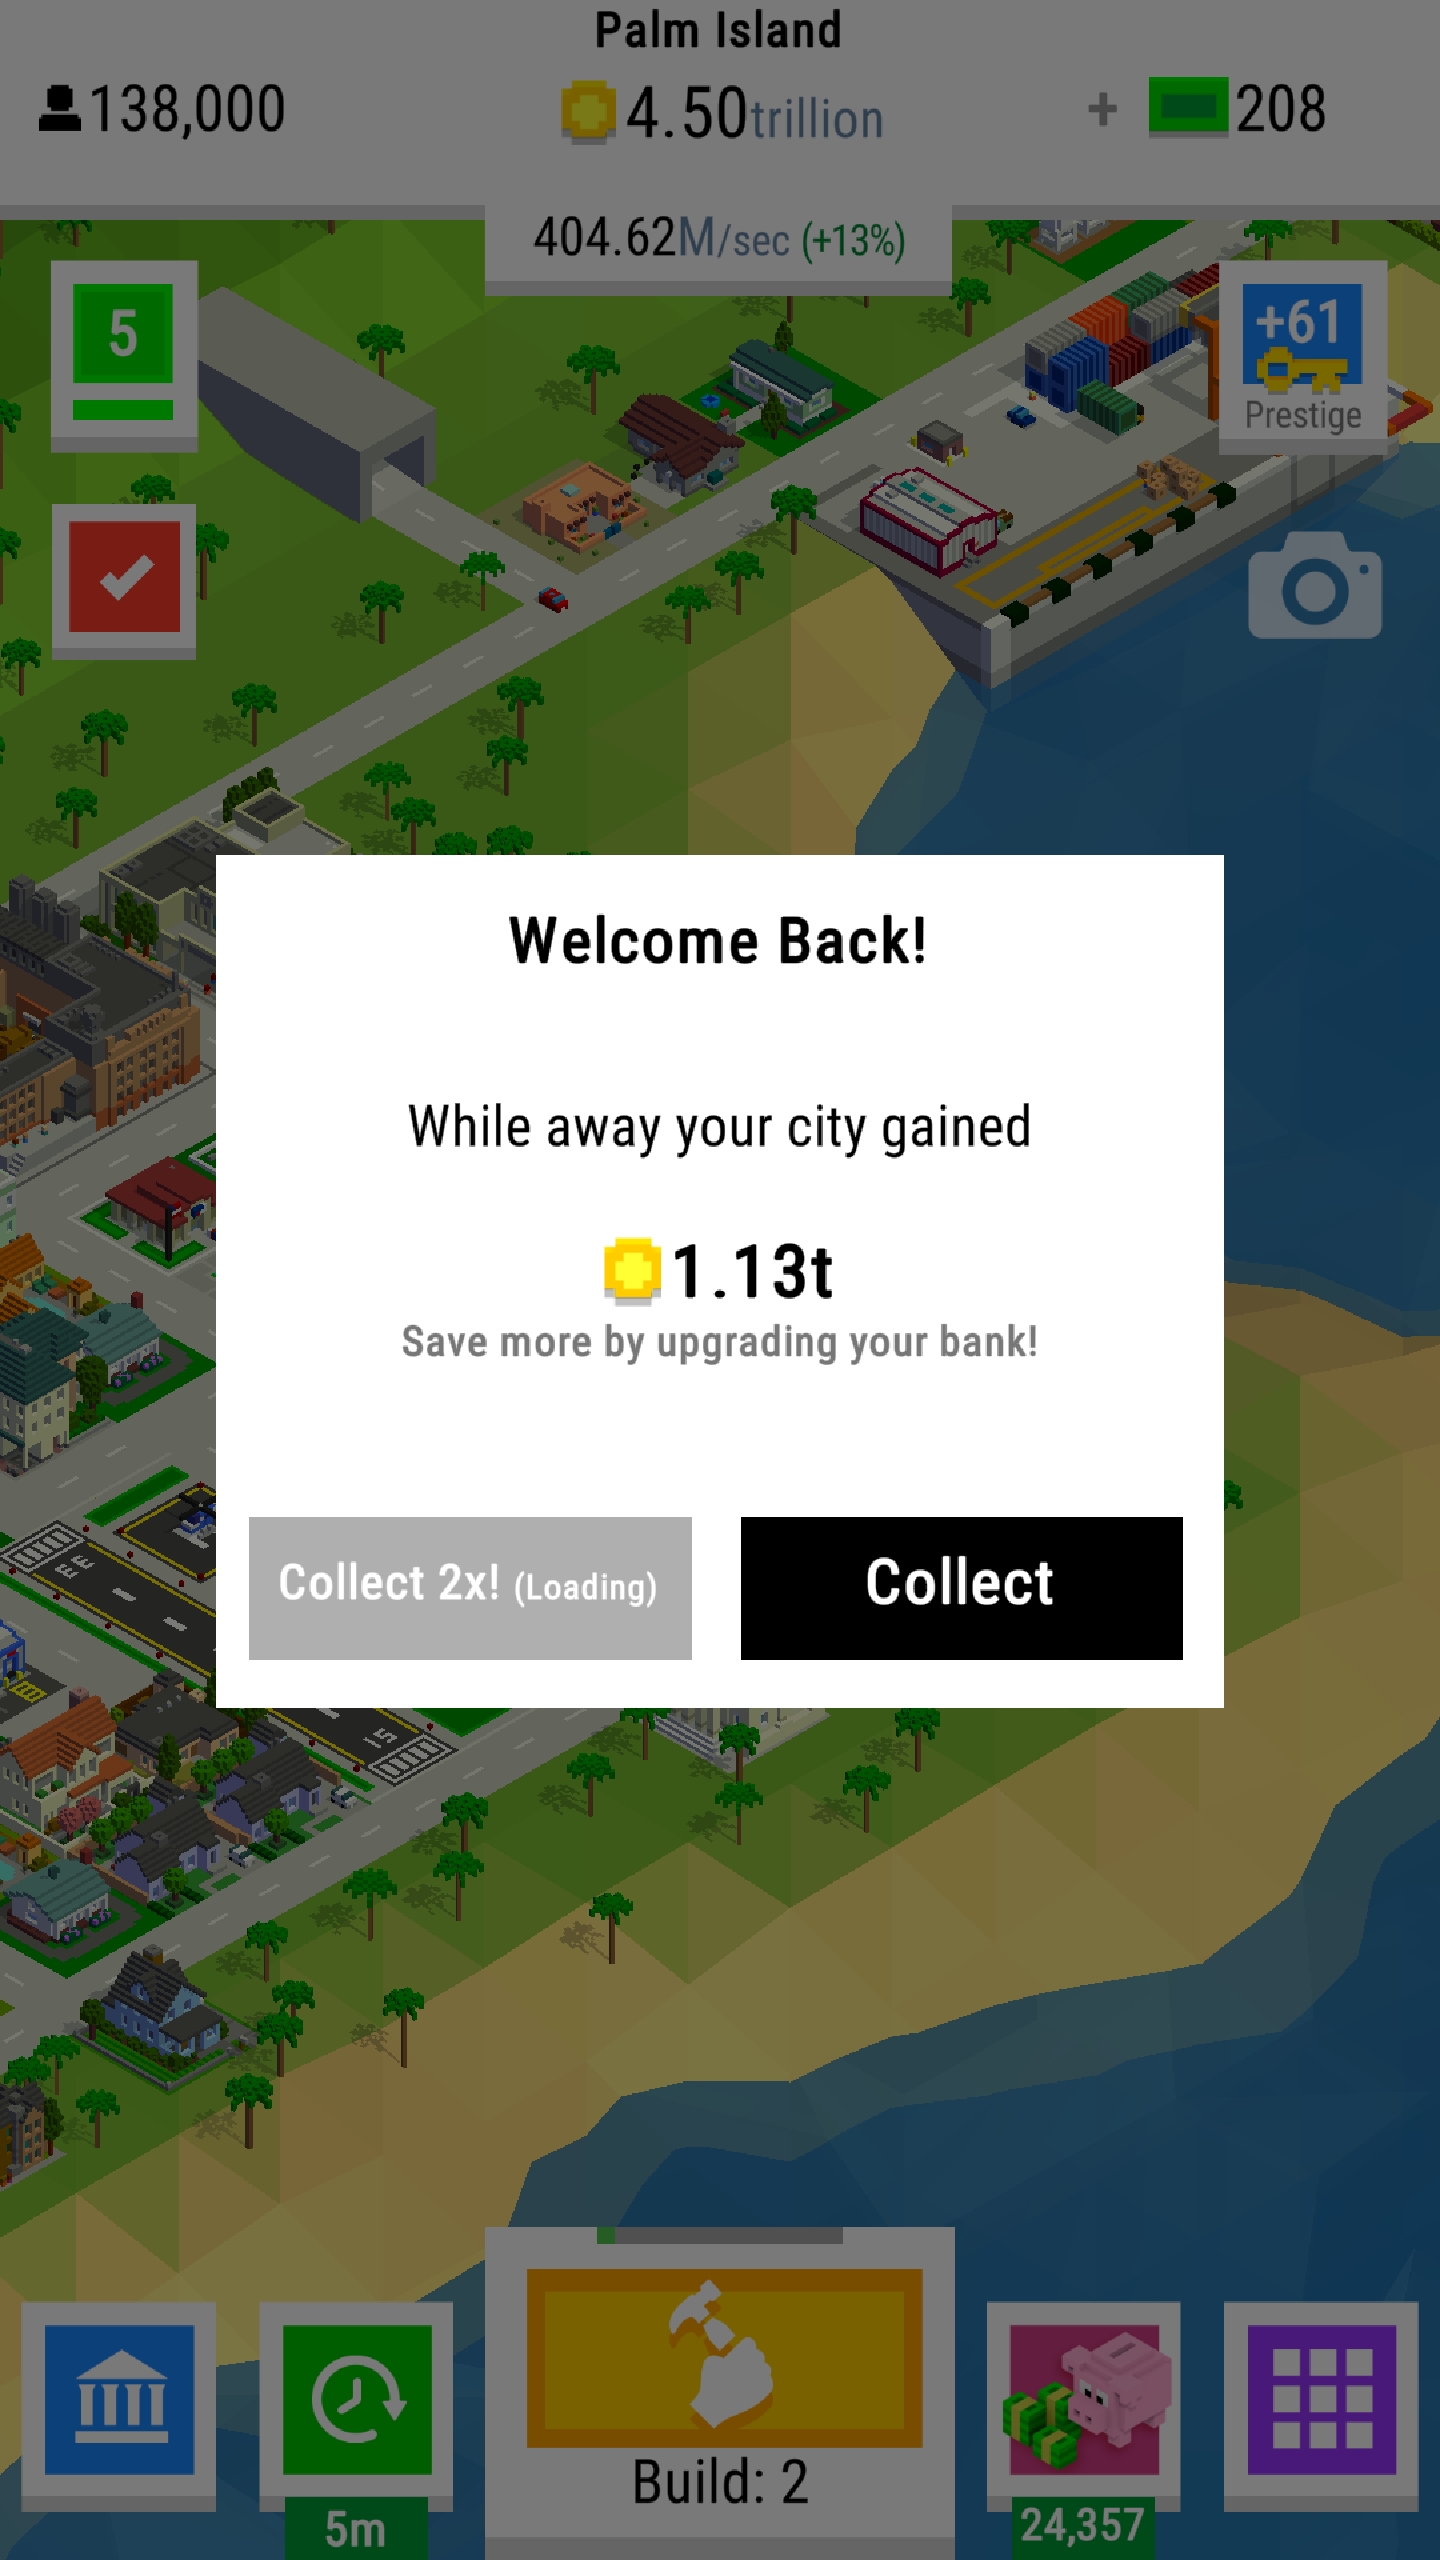 Palm Island
138,000
4.50trillion
+ 208
404.62M/sec (+13%)
5
+61
Prestige
Welcome Back!
While away your city gained
1.13t
Save more by upgrading your bank!
Collect 2x! (Loading)
Collect
33
15
Build: 2
5m
24,357